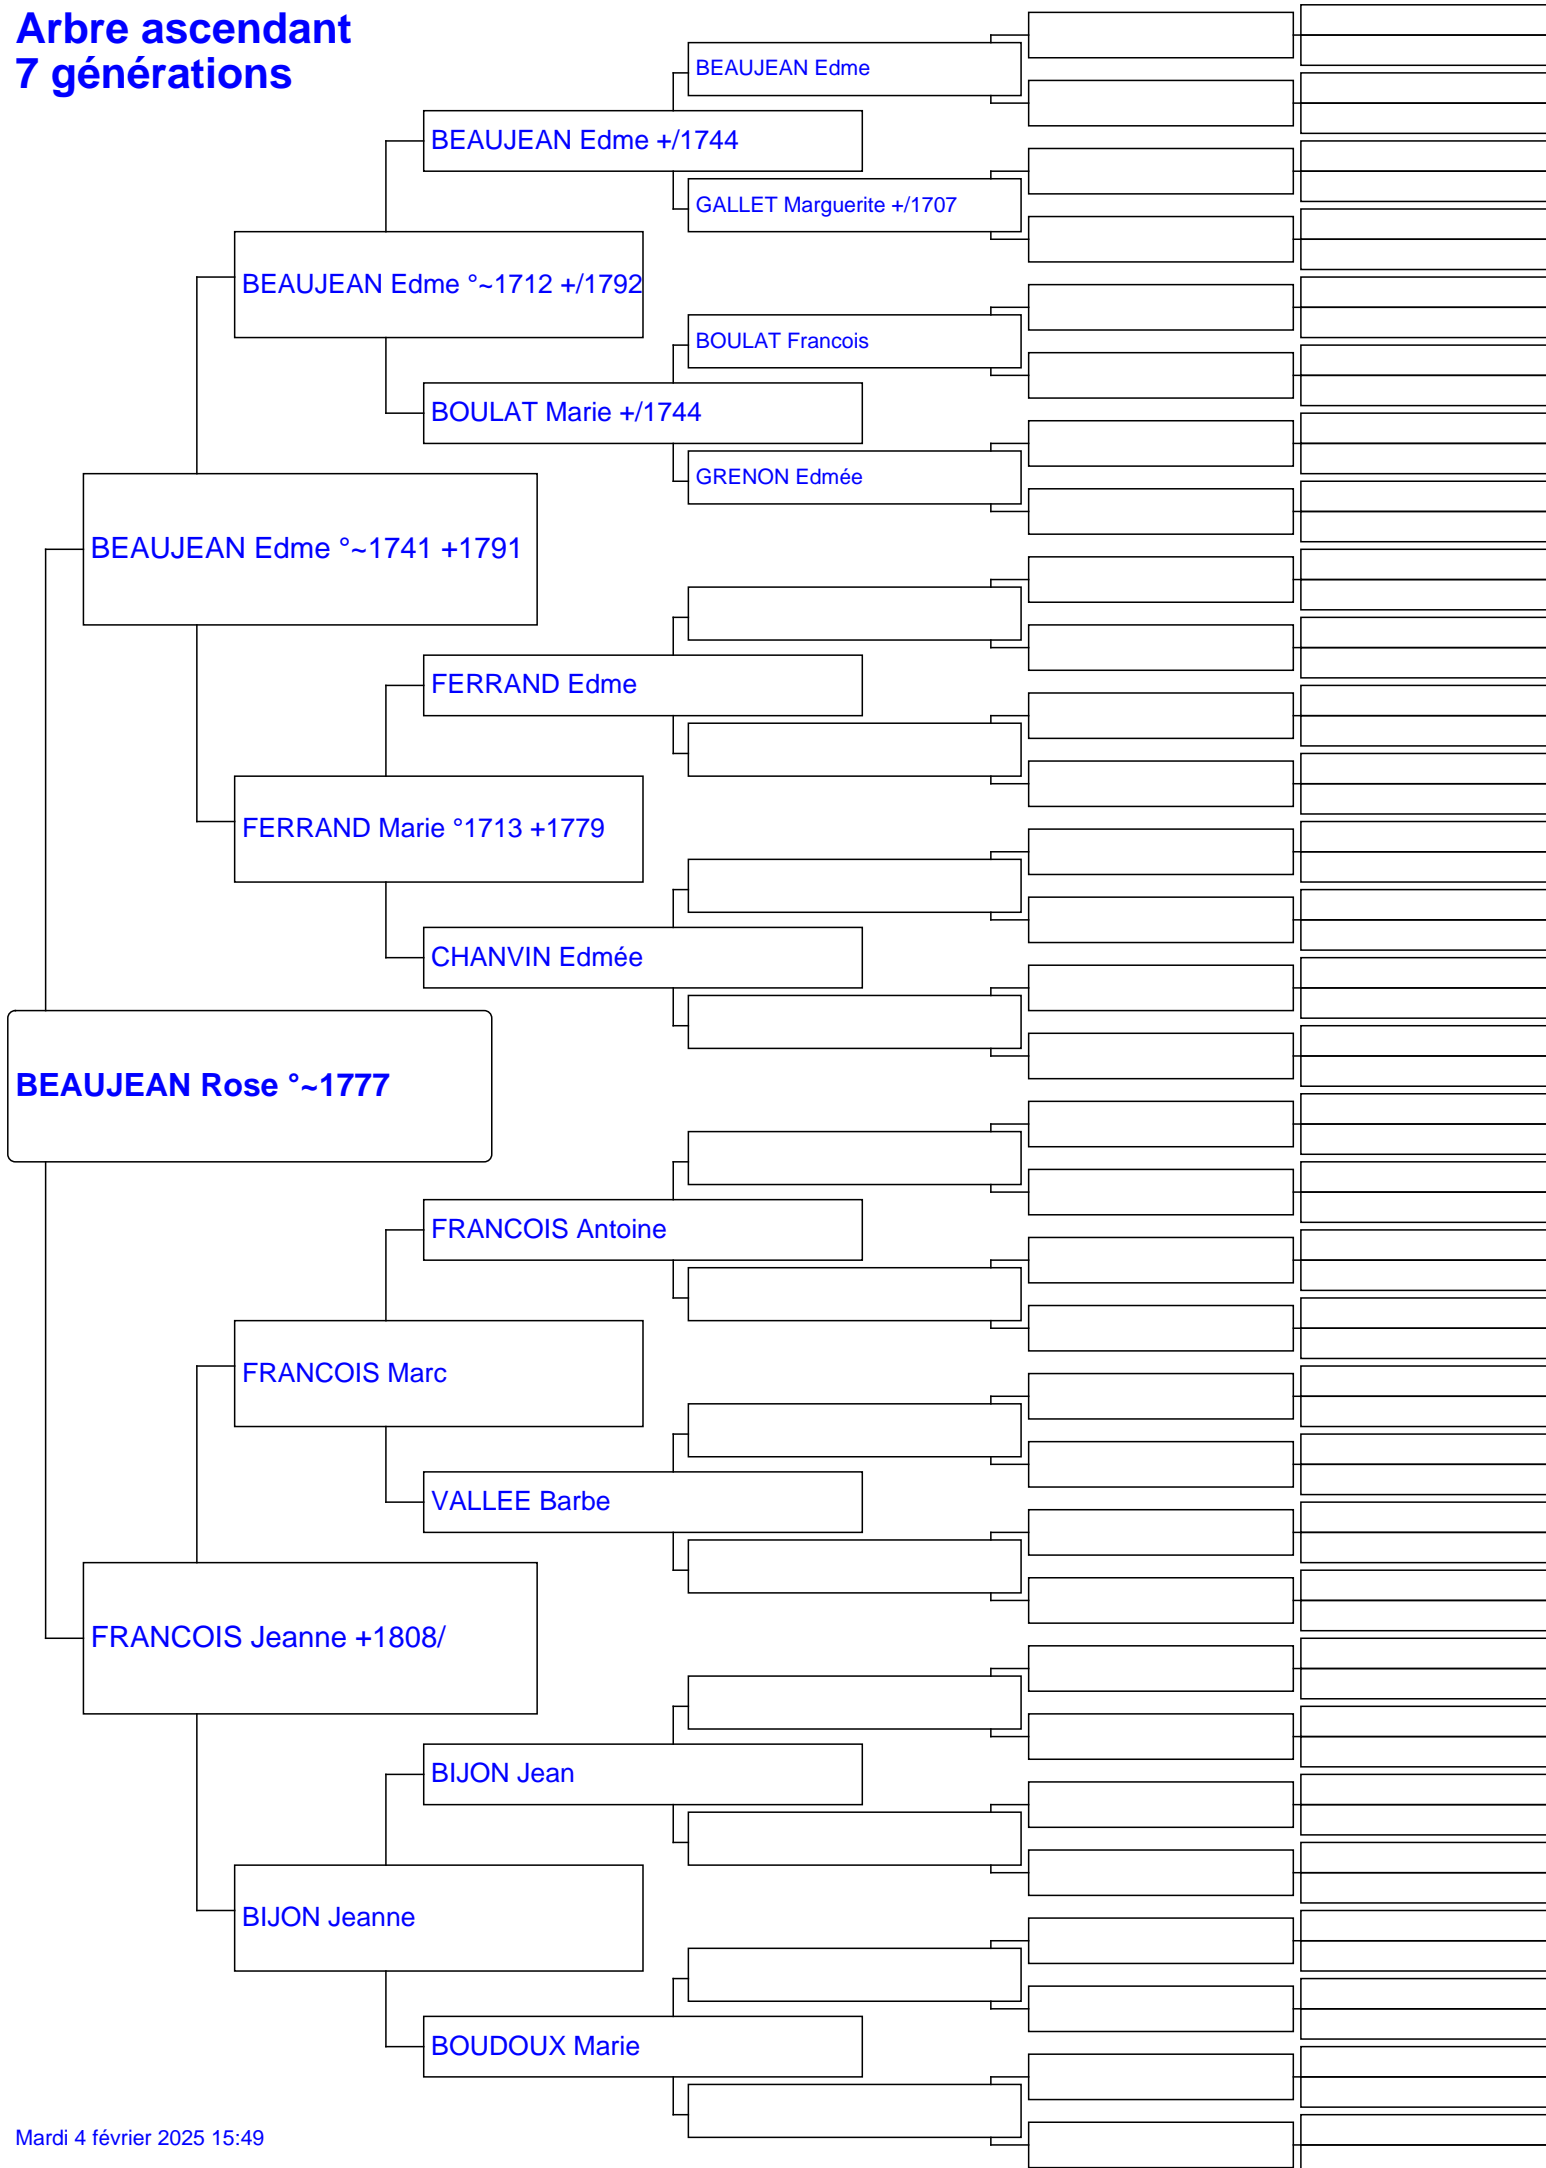 Arbre ascendant
7 générations
BEAUJEAN Edme
BEAUJEAN Edme +/1744
GALLET Marguerite +/1707
BEAUJEAN Edme °~1712 +/1792
BOULAT Francois
BOULAT Marie +/1744
GRENON Edmée
BEAUJEAN Edme °~1741 +1791
FERRAND Edme
FERRAND Marie °1713 +1779
CHANVIN Edmée
BEAUJEAN Rose °~1777
FRANCOIS Antoine
FRANCOIS Marc
VALLEE Barbe
FRANCOIS Jeanne +1808/
BIJON Jean
BIJON Jeanne
BOUDOUX Marie
Mardi 4 février 2025 15:49